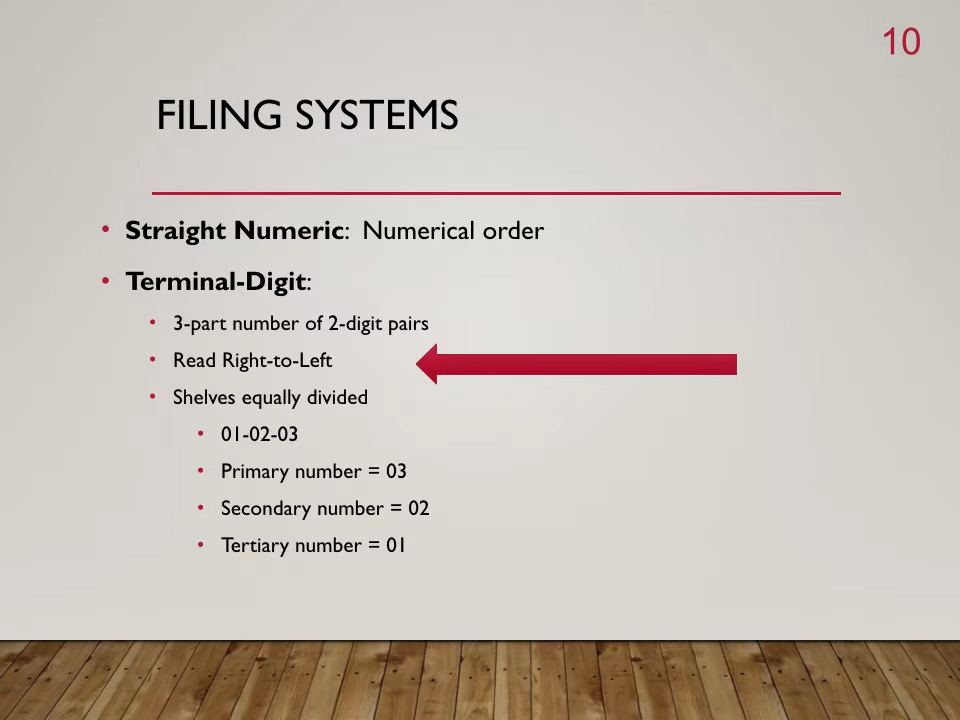 10
FILING SYSTEMS
• Straight Numeric: Numerical order
• Terminal-Digit:
• 3-part number of 2-digit pairs
• Read Right-to-Left
• Shelves equally divided
• 01-02-03
• Primary number = 03
• Secondary number = 02
• Tertiary number = 01